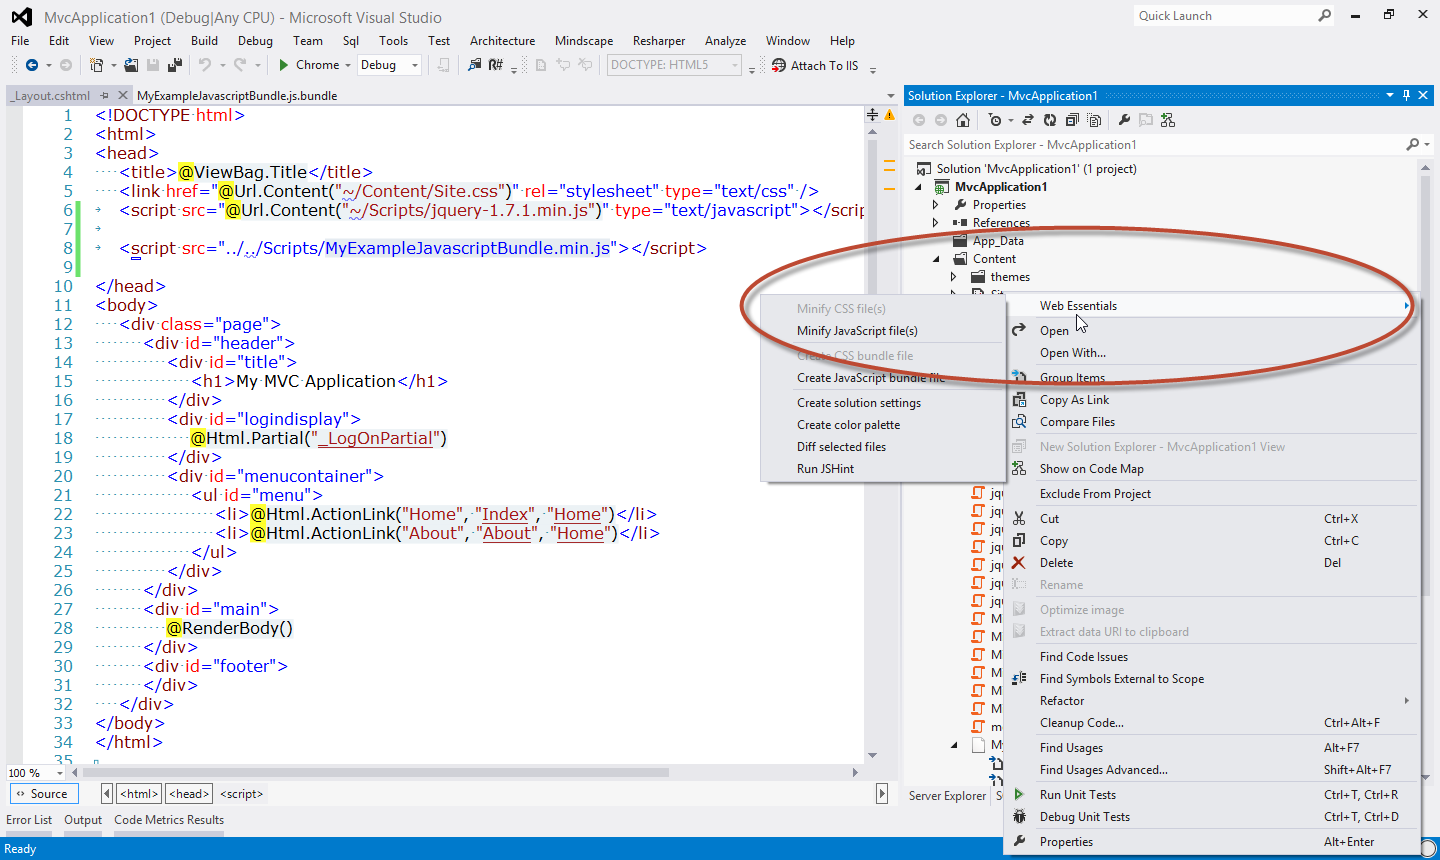 MvcApplication1 (Debug|Any CPU) - Microsoft Visual Studio
Quick Launch
File Edit View Project Build Debug Team Sql Tools Test Architecture Mindscape Resharper Analyze Window Help
Chrome Debug R# DOCTYPE: HTML5 Attach To IIS
_Layout.cshtml MyExampleJavascriptBundle.js.bundle
1 <!DOCTYPE html>
2 <html>
3 <head>
4 <title>@ViewBag.Title</title>
5 <link href="@Url.Content("~/Content/Site.css")" rel="stylesheet" type="text/css" />
6 <script src="@Url.Content("~/Scripts/jquery-1.7.1.min.js")" type="text/javascript"></scrip
7
8 <script src="../../Scripts/MyExampleJavascriptBundle.min.js"></script>
9
10 </head>
11 <body>
12 <div class="page">
13 <div id="header">
14 <div id="title">
15 <h1>My MVC Application</h1>
16 </div>
17 <div id="logindisplay">
18 @Html.Partial("_LogOnPartial")
19 </div>
20 <div id="menucontainer">
21 <ul id="menu">
22 <li>@Html.ActionLink("Home", "Index", "Home")</li>
23 <li>@Html.ActionLink("About", "About", "Home")</li>
24 </ul>
25 </div>
26 </div>
27 <div id="main">
28 @RenderBody()
29 </div>
30 <div id="footer">
31 </div>
32 </div>
33 </body>
34 </html>
35
100 %
Source <html> <head> <script>
Error List Output Code Metrics Results
Ready
Solution Explorer - MvcApplication1
Search Solution Explorer - MvcApplication1
Solution 'MvcApplication1' (1 project)
MvcApplication1
Properties
References
App_Data
Content
themes
Minify CSS file(s)
Minify JavaScript file(s)
Create CSS bundle file
Create JavaScript bundle file
Create solution settings
Create color palette
Diff selected files
Run JSHint
Web Essentials
Open
Open With...
Group Items
Copy As Link
Compare Files
New Solution Explorer - MvcApplication1 View
Show on Code Map
Exclude From Project
Cut Ctrl+X
Copy Ctrl+C
Delete Del
Rename
Optimize image
Extract data URI to clipboard
Find Code Issues
Find Symbols External to Scope
Refactor
Cleanup Code... Ctrl+Alt+F
Find Usages Alt+F7
Find Usages Advanced... Shift+Alt+F7
Run Unit Tests Ctrl+T, Ctrl+R
Debug Unit Tests Ctrl+T, Ctrl+D
Properties Alt+Enter
Server Explorer